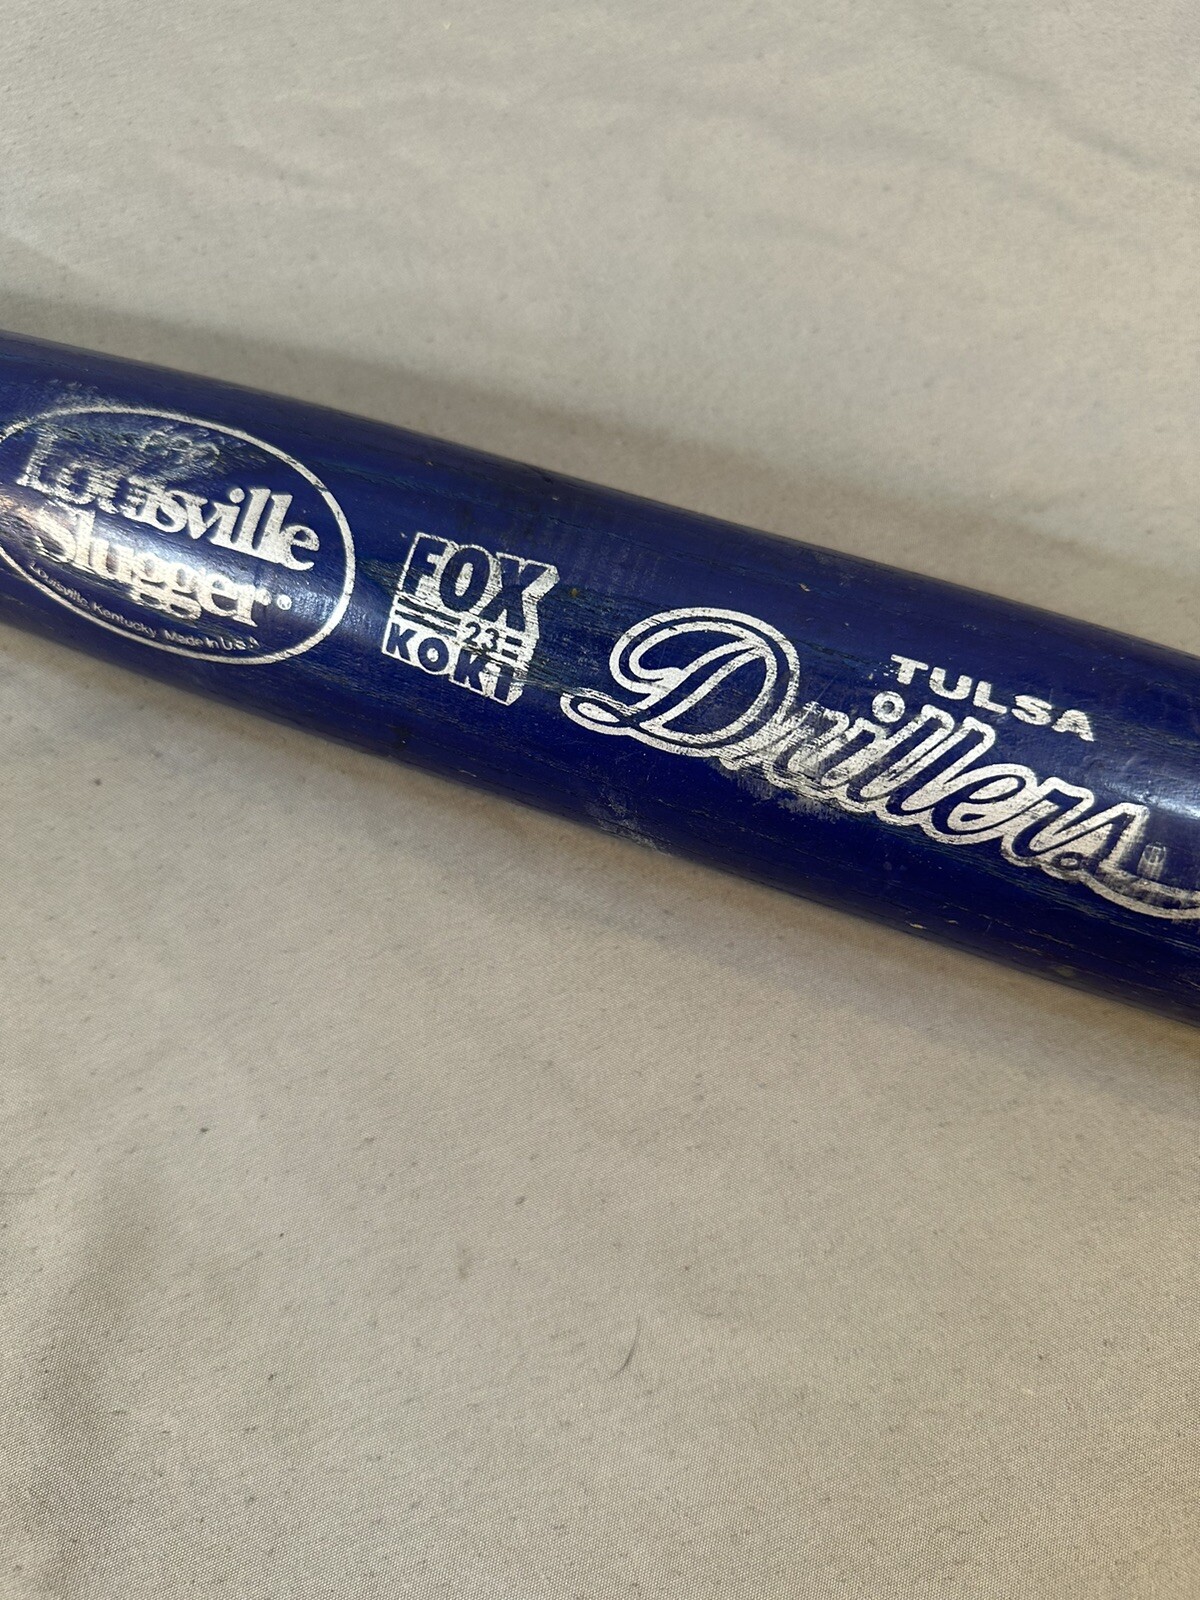 Louisville
Slugger®
Louisville, Kentucky Made in U.S.A.
FOX
23
KOKI
TULSA
Drillers